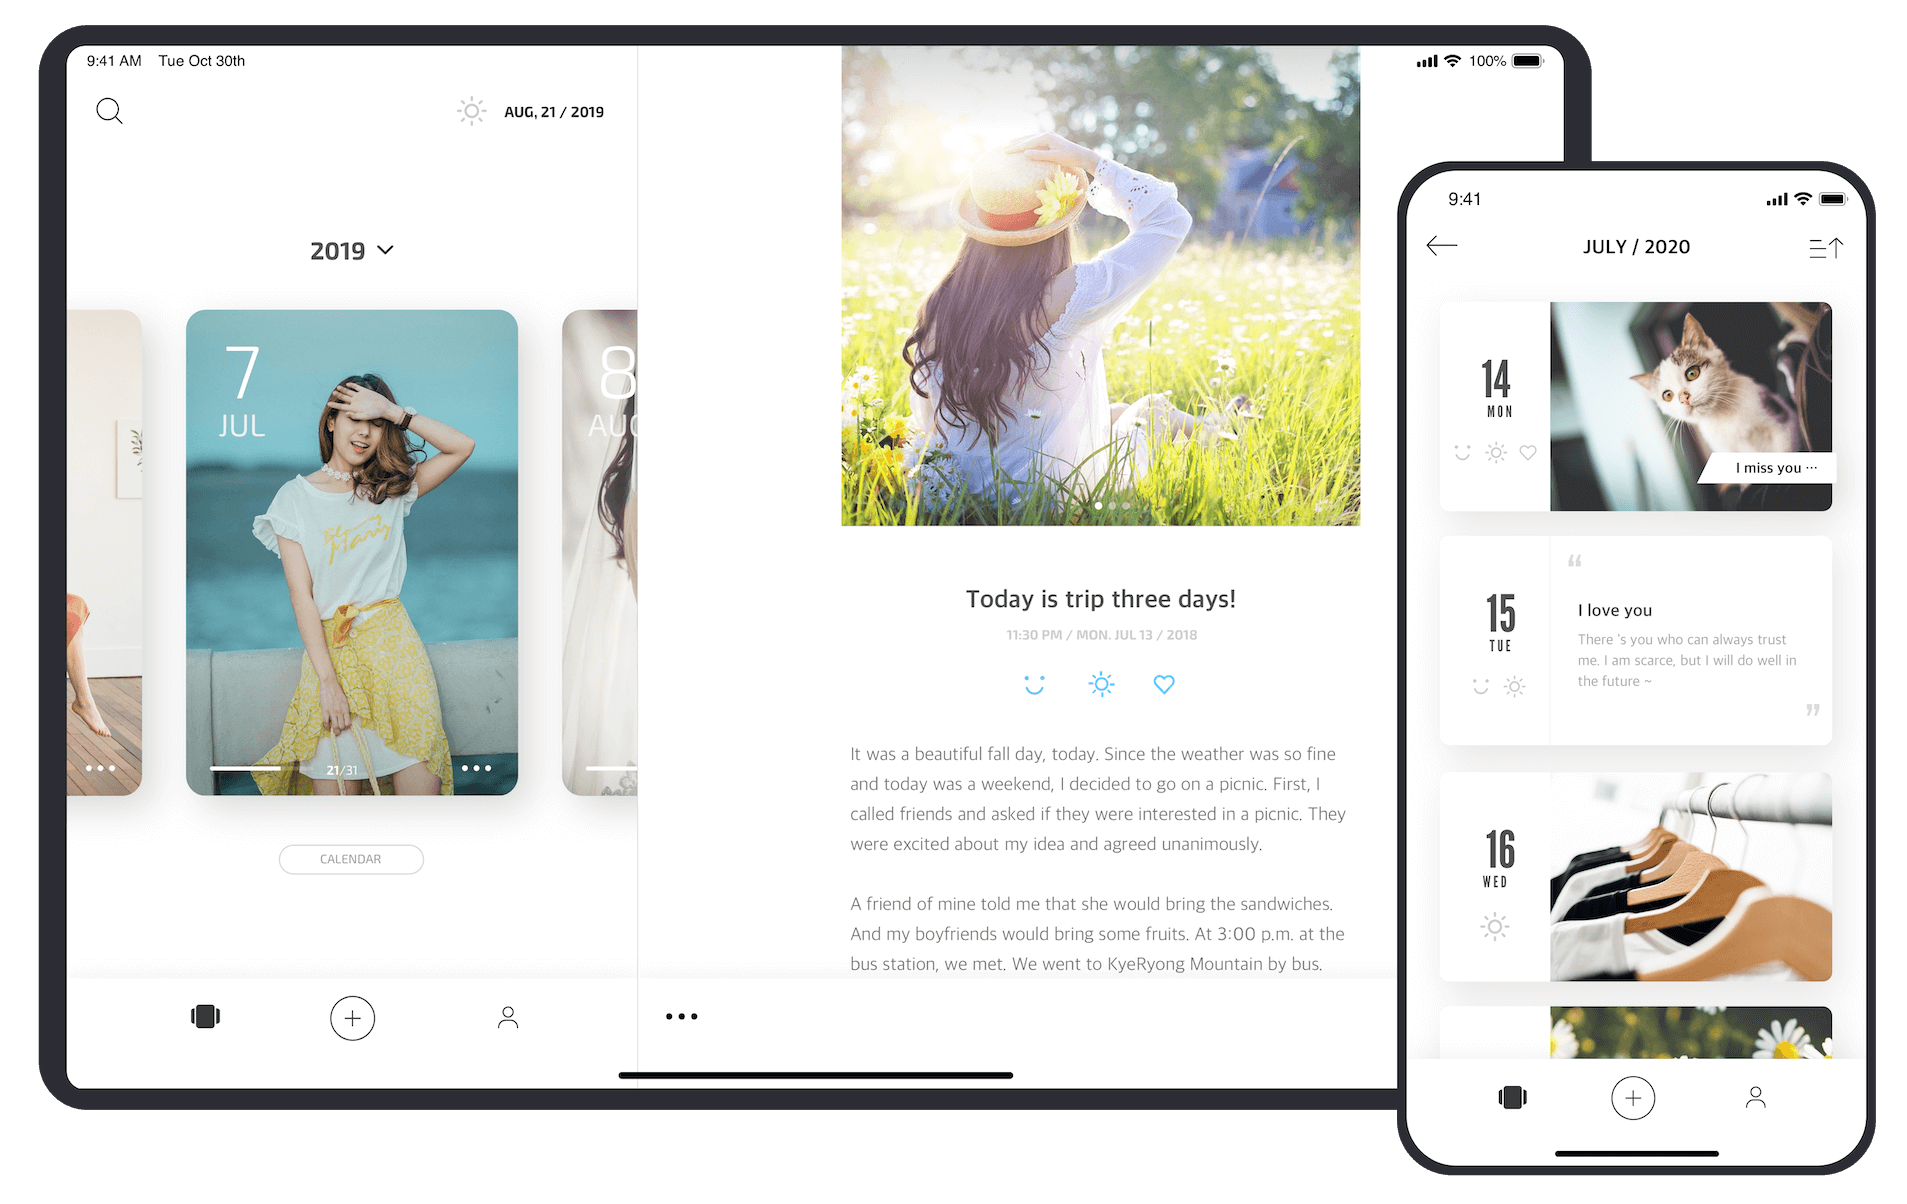 9:41 AM Tue Oct 30th
100%
AUG, 21 / 2019
2019
7
JUL
21/31
8
CALENDAR
Today is trip three days!
11:30 PM / MON. JUL 13 / 2018
It was a beautiful fall day, today. Since the weather was so fine
and today was a weekend, I decided to go on a picnic. First, I
called friends and asked if they were interested in a picnic. They
were excited about my idea and agreed unanimously.
A friend of mine told me that she would bring the sandwiches.
And my boyfriends would bring some fruits. At 3:00 p.m. at the
bus station, we met. We went to KyeRyong Mountain by bus.
9:41
JULY / 2020
14
MON
I miss you ···
15
TUE
“
I love you
There 's you who can always trust
me. I am scarce, but I will do well in
the future ~
”
16
WED